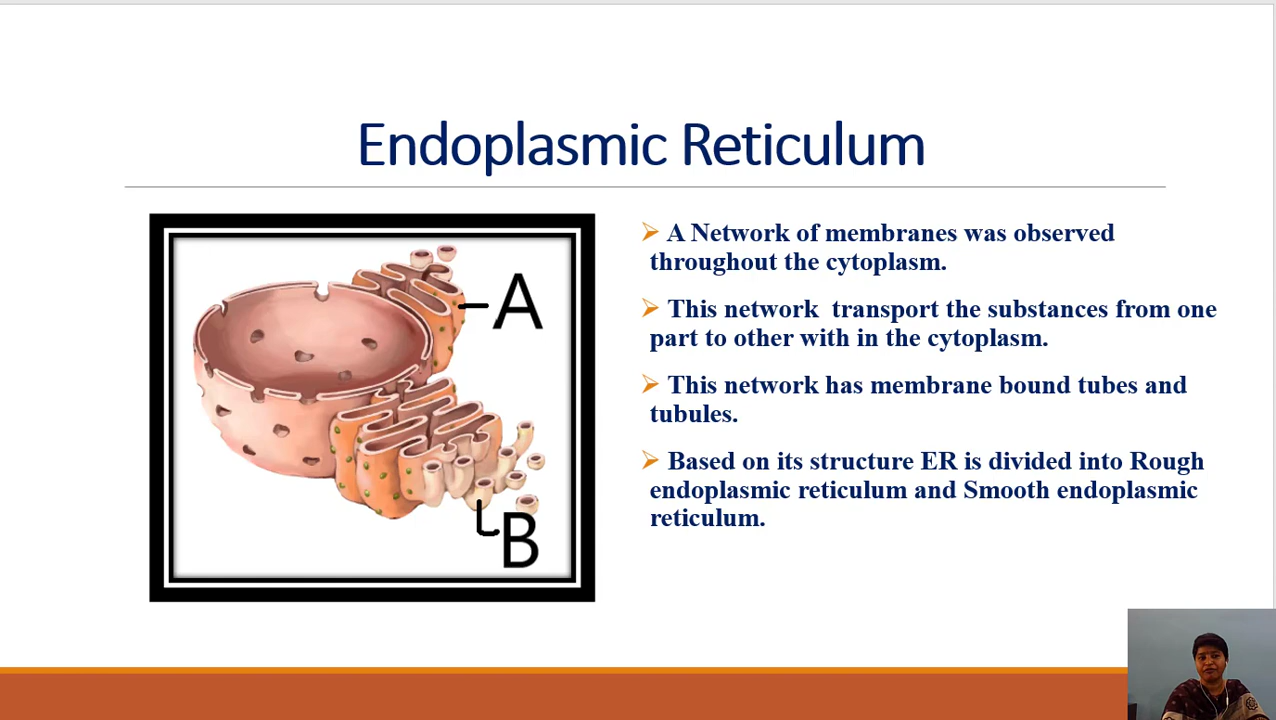 Endoplasmic Reticulum
A
B
A Network of membranes was observed
throughout the cytoplasm.
This network transport the substances from one
part to other with in the cytoplasm.
This network has membrane bound tubes and
tubules.
Based on its structure ER is divided into Rough
endoplasmic reticulum and Smooth endoplasmic
reticulum.